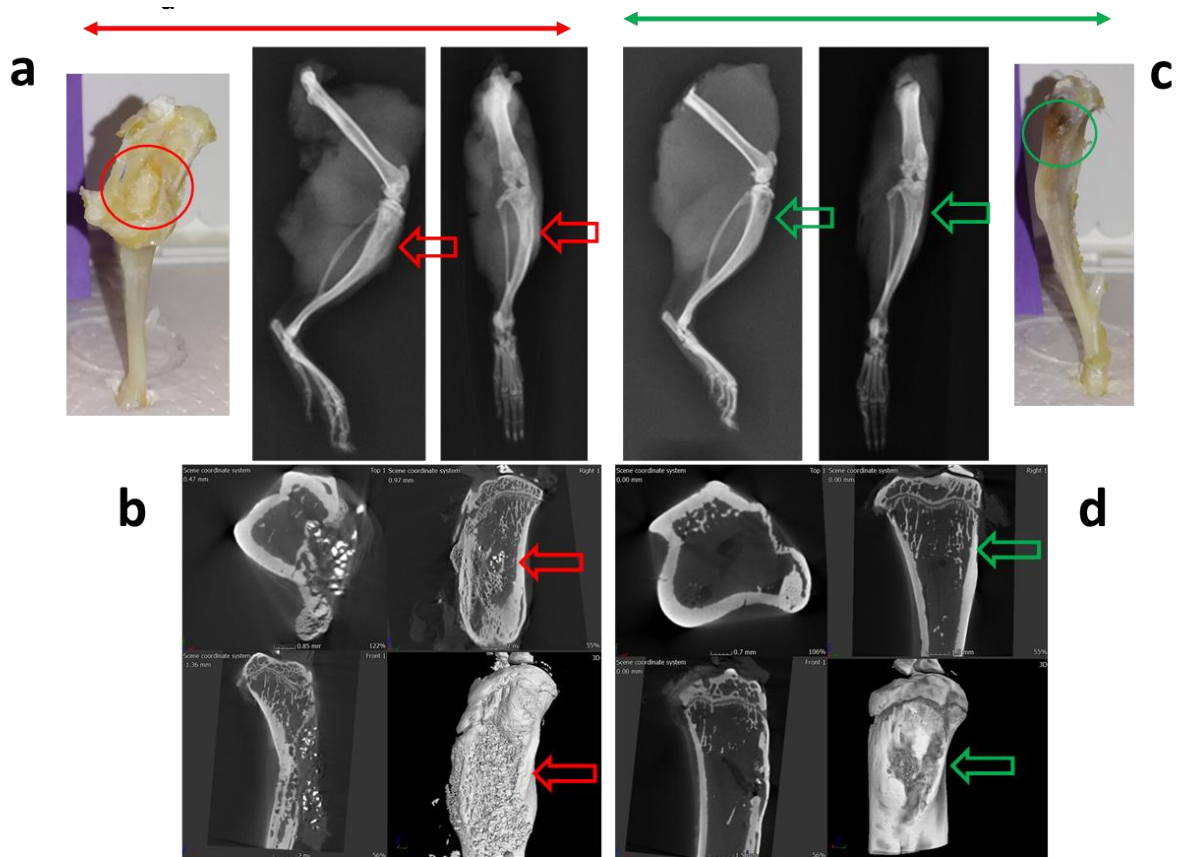 a
c
b
d
Scene coordinate system
Top 1
0.47 mm
0.85 mm
122%
Scene coordinate system
Right 1
0.97 mm
55%
Scene coordinate system
Front 1
1.36 mm
56%
3D
Scene coordinate system
Top 1
0.00 mm
0.7 mm
106%
Scene coordinate system
Right 1
0.00 mm
55%
Scene coordinate system
Front 1
0.00 mm
56%
3D